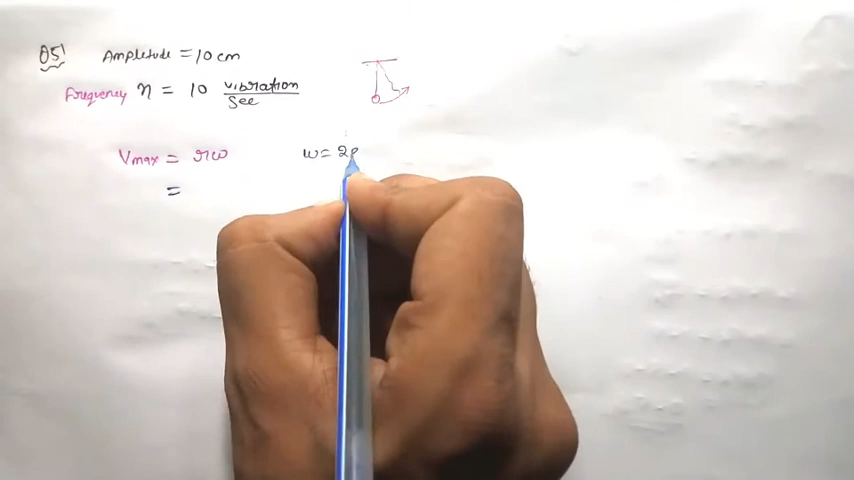 Q5! Amplitude = 10 cm
Frequency n = 10 vibration/Sec
Vmax = rω ω = 2
=